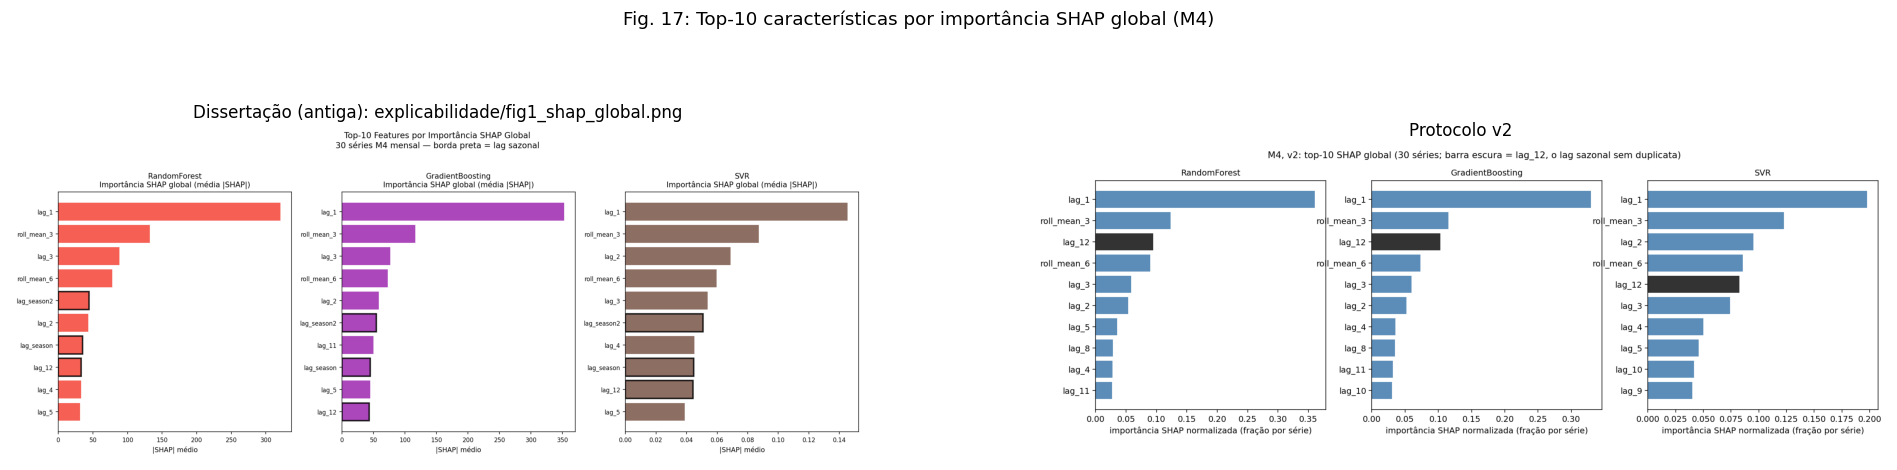 Fig. 17: Top-10 características por importância SHAP global (M4)
Dissertação (antiga): explicabilidade/fig1_shap_global.png
Top-10 Features por Importância SHAP Global
30 séries M4 mensal — borda preta = lag sazonal
RandomForest
Importância SHAP global (média |SHAP|)
lag_1
roll_mean_3
lag_3
roll_mean_6
lag_season2
lag_2
lag_season
lag_12
lag_4
lag_5
0 50 100 150 200 250 300
|SHAP| médio
GradientBoosting
Importância SHAP global (média |SHAP|)
lag_1
roll_mean_3
lag_3
roll_mean_6
lag_2
lag_season2
lag_11
lag_season
lag_5
lag_12
0 50 100 150 200 250 300 350
|SHAP| médio
SVR
Importância SHAP global (média |SHAP|)
lag_1
roll_mean_3
lag_2
roll_mean_6
lag_3
lag_season2
lag_4
lag_season
lag_12
lag_5
0.00 0.02 0.04 0.06 0.08 0.10 0.12 0.14
|SHAP| médio
Protocolo v2
M4, v2: top-10 SHAP global (30 séries; barra escura = lag_12, o lag sazonal sem duplicata)
RandomForest
lag_1
roll_mean_3
lag_12
roll_mean_6
lag_3
lag_2
lag_5
lag_8
lag_4
lag_11
0.00 0.05 0.10 0.15 0.20 0.25 0.30 0.35
importância SHAP normalizada (fração por série)
GradientBoosting
lag_1
roll_mean_3
lag_12
roll_mean_6
lag_3
lag_2
lag_4
lag_8
lag_11
lag_10
0.00 0.05 0.10 0.15 0.20 0.25 0.30
importância SHAP normalizada (fração por série)
SVR
lag_1
roll_mean_3
lag_2
roll_mean_6
lag_12
lag_3
lag_4
lag_5
lag_10
lag_9
0.000 0.025 0.050 0.075 0.100 0.125 0.150 0.175 0.200
importância SHAP normalizada (fração por série)